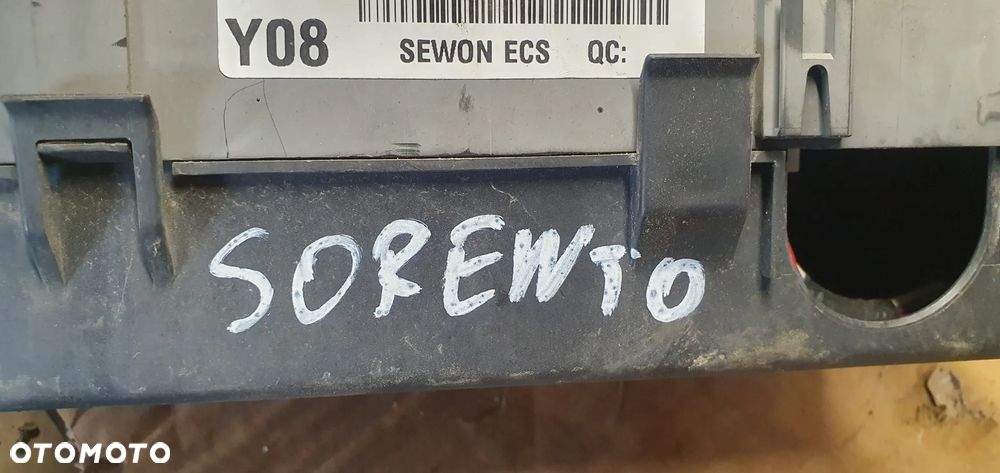 Y08 SEWON ECS QC:
SORENTO
OTOMOTO